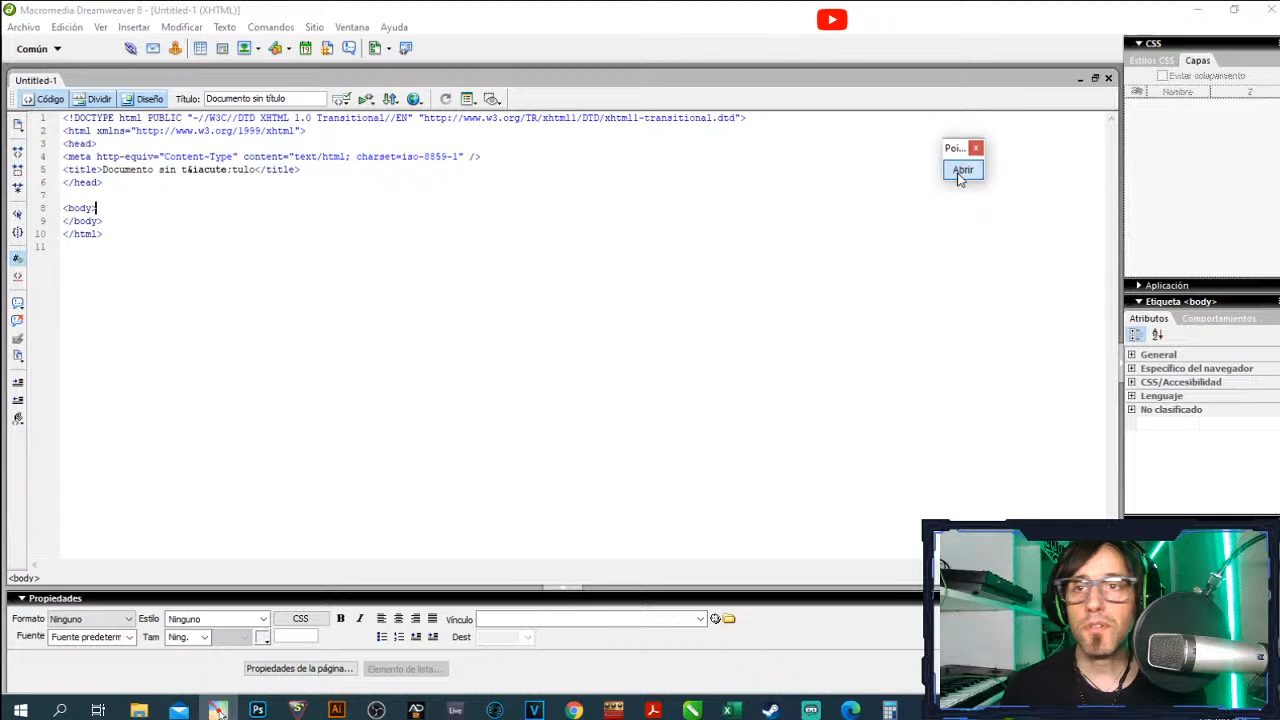 Macromedia Dreamweaver 8 - [Untitled-1 (XHTML)]
Archivo Edición Ver Insertar Modificar Texto Comandos Sitio Ventana Ayuda
Común
Untitled-1
Código Dividir Diseño Título: Documento sin título
1 <!DOCTYPE html PUBLIC "-//W3C//DTD XHTML 1.0 Transitional//EN" "http://www.w3.org/TR/xhtml1/DTD/xhtml1-transitional.dtd">
2 <html xmlns="http://www.w3.org/1999/xhtml">
3 <head>
4 <meta http-equiv="Content-Type" content="text/html; charset=iso-8859-1" />
5 <title>Documento sin t&iacute;tulo</title>
6 </head>
7
8 <body>
9 </body>
10 </html>
11
Poi...
Abrir
CSS
Estilos CSS Capas
Evitar solapamiento
Nombre Z
Aplicación
Etiqueta <body>
Atributos Comportamientos
General
Específico del navegador
CSS/Accesibilidad
Lenguaje
No clasificado
<body>
Propiedades
Formato Ninguno Estilo Ninguno CSS B I Vínculo
Fuente Fuente predeterm Tam Ning. Dest
Propiedades de la página... Elemento de lista...
Ps Ai Live V